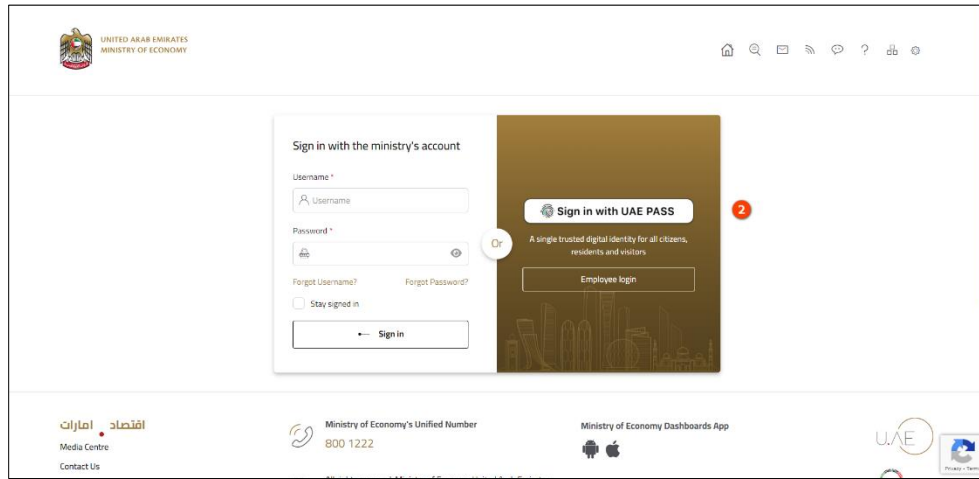 UNITED ARAB EMIRATES
MINISTRY OF ECONOMY
Sign in with the ministry's account
Username *
Username
Password *
Forgot Username?
Forgot Password?
Stay signed in
Sign in
Or
Sign in with UAE PASS
2
A single trusted digital identity for all citizens,
residents and visitors
Employee login
اقتصاد امارات
Media Centre
Contact Us
Ministry of Economy's Unified Number
800 1222
Ministry of Economy Dashboards App
U.AE
Privacy - Terms